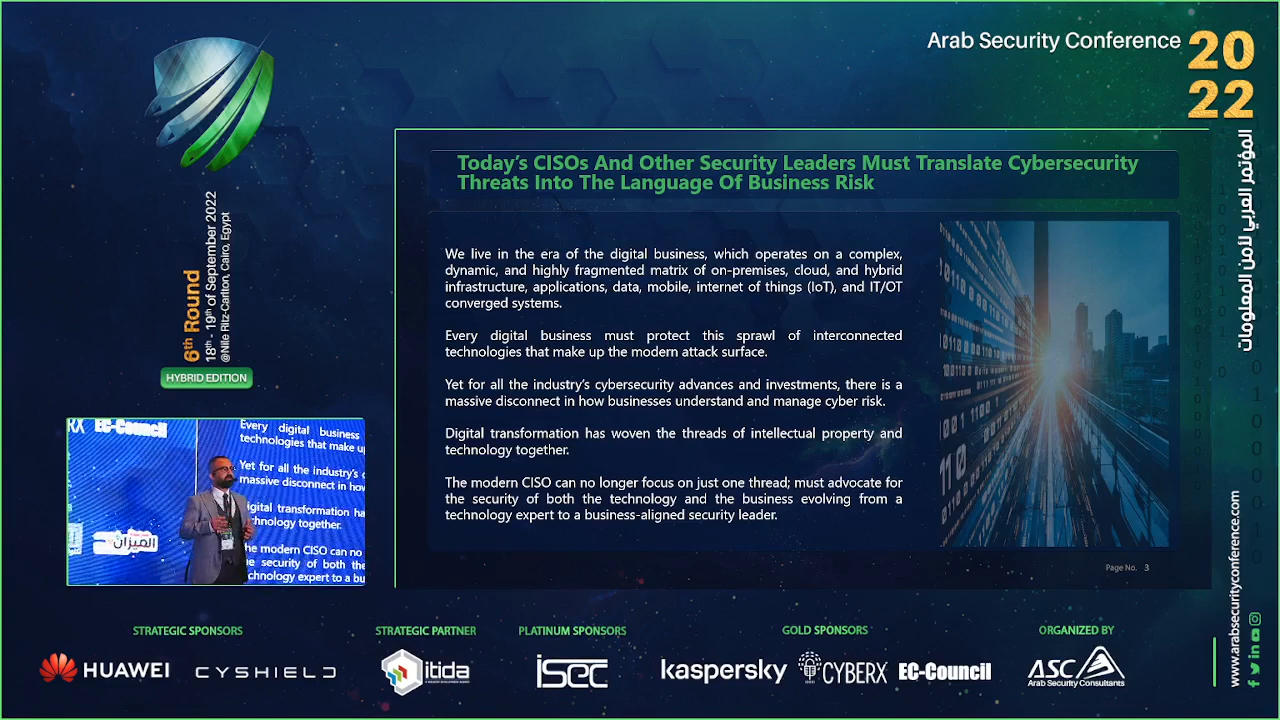 Arab Security Conference
20
22
المؤتمر العربي لأمن المعلومات
6th Round
18th - 19th of September 2022
@Nile Ritz-Carlton, Cairo, Egypt
HYBRID EDITION
Today's CISOs And Other Security Leaders Must Translate Cybersecurity
Threats Into The Language Of Business Risk
We live in the era of the digital business, which operates on a complex,
dynamic, and highly fragmented matrix of on-premises, cloud, and hybrid
infrastructure, applications, data, mobile, internet of things (IoT), and IT/OT
converged systems.
Every digital business must protect this sprawl of interconnected
technologies that make up the modern attack surface.
Yet for all the industry's cybersecurity advances and investments, there is a
massive disconnect in how businesses understand and manage cyber risk.
Digital transformation has woven the threads of intellectual property and
technology together.
The modern CISO can no longer focus on just one thread; must advocate for
the security of both the technology and the business evolving from a
technology expert to a business-aligned security leader.
Page No. 3
RX EC-Council
Every digital business
technologies that make up
Yet for all the industry's c
massive disconnect in how
igital transformation ha
chnology together.
he modern CISO can no
e security of both the
chnology expert to a bu
الميزان
www.arabsecurityconference.com
STRATEGIC SPONSORS
HUAWEI
CYSHIELD
STRATEGIC PARTNER
itida
PLATINUM SPONSORS
isec
GOLD SPONSORS
kaspersky
CYBERX
EC-Council
ORGANIZED BY
ASC
Arab Security Consultants